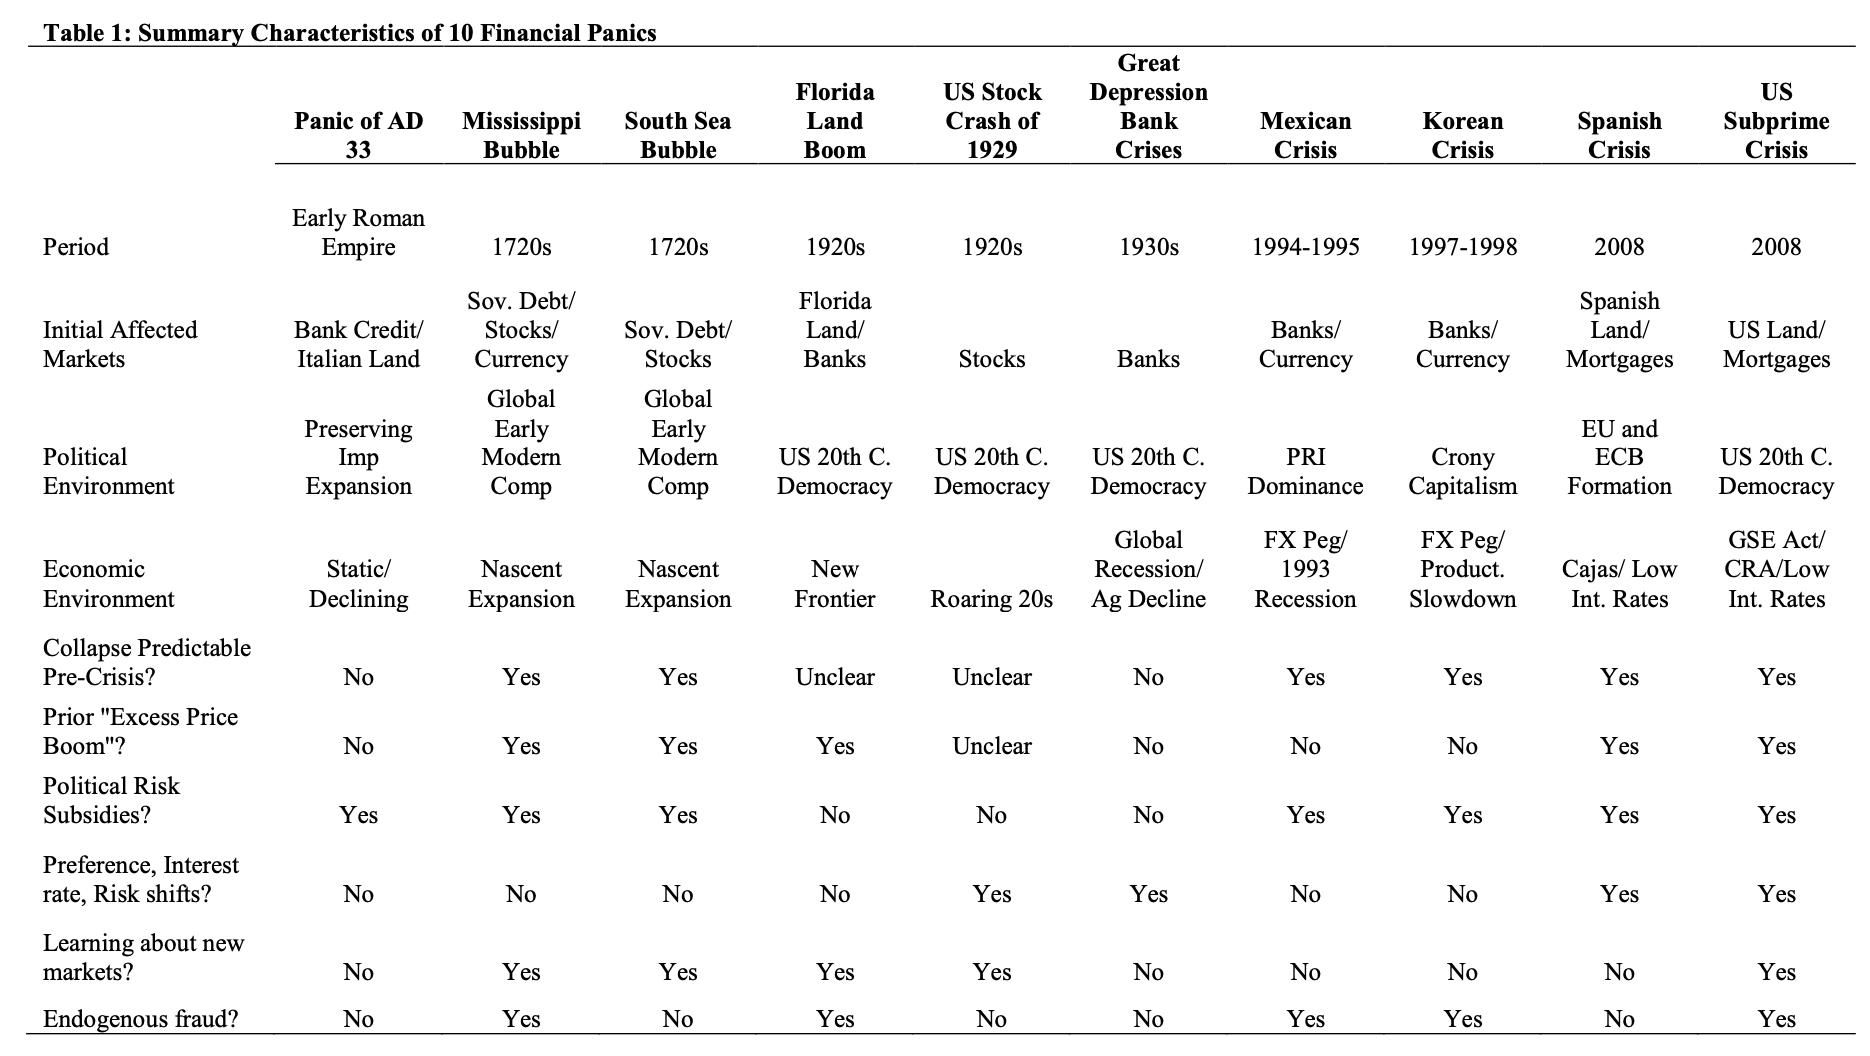 Table 1: Summary Characteristics of 10 Financial Panics
Great
Florida US Stock Depression US
Panic of AD Mississippi South Sea Land Crash of Bank Mexican Korean Spanish Subprime
33 Bubble Bubble Boom 1929 Crises Crisis Crisis Crisis Crisis
Early Roman
Period Empire 1720s 1720s 1920s 1920s 1930s 1994-1995 1997-1998 2008 2008
Sov. Debt/ Florida Spanish
Initial Affected Bank Credit/ Stocks/ Sov. Debt/ Land/ Banks/ Banks/ Land/ US Land/
Markets Italian Land Currency Stocks Banks Stocks Banks Currency Currency Mortgages Mortgages
Global Global
Preserving Early Early EU and
Political Imp Modern Modern US 20th C. US 20th C. US 20th C. PRI Crony ECB US 20th C.
Environment Expansion Comp Comp Democracy Democracy Democracy Dominance Capitalism Formation Democracy
Global FX Peg/ FX Peg/ GSE Act/
Economic Static/ Nascent Nascent New Recession/ 1993 Product. Cajas/ Low CRA/Low
Environment Declining Expansion Expansion Frontier Roaring 20s Ag Decline Recession Slowdown Int. Rates Int. Rates
Collapse Predictable
Pre-Crisis? No Yes Yes Unclear Unclear No Yes Yes Yes Yes
Prior "Excess Price
Boom"? No Yes Yes Yes Unclear No No No Yes Yes
Political Risk
Subsidies? Yes Yes Yes No No No Yes Yes Yes Yes
Preference, Interest
rate, Risk shifts? No No No No Yes Yes No No Yes Yes
Learning about new
markets? No Yes Yes Yes Yes No No No No Yes
Endogenous fraud? No Yes No Yes No No Yes Yes No Yes